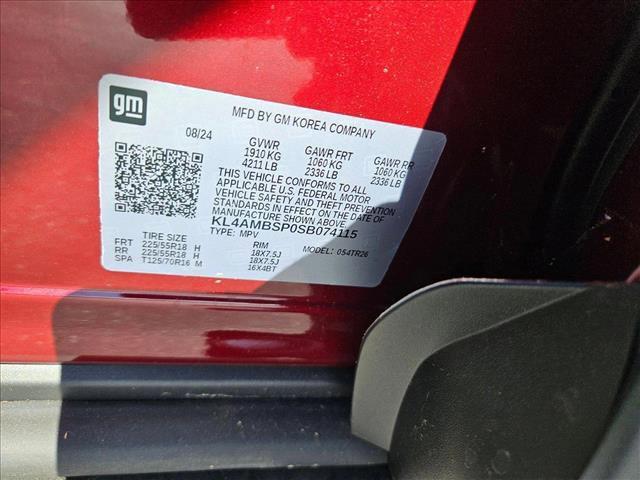 gm
MFD BY GM KOREA COMPANY
08/24 GVWR GAWR FRT GAWR RR
1910 KG 1060 KG 1060 KG
4211 LB 2336 LB 2336 LB
THIS VEHICLE CONFORMS TO ALL
APPLICABLE U.S. FEDERAL MOTOR
VEHICLE SAFETY AND THEFT PREVENTION
STANDARDS IN EFFECT ON THE DATE OF
MANUFACTURE SHOWN ABOVE.
KL4AMBSP0SB074115
TYPE: MPV MODEL: 054TR26
TIRE SIZE RIM
FRT 225/55R18 H 18X7.5J
RR 225/55R18 H 18X7.5J
SPA T125/70R16 M 16X4BT